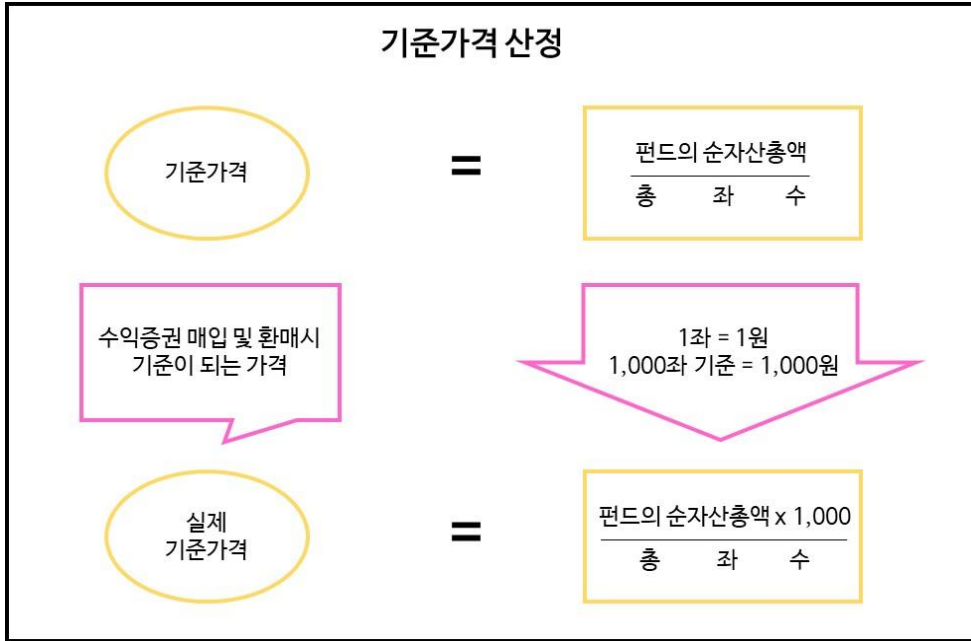 기준가격 산정
기준가격
=
펀드의 순자산총액
총 좌 수
수익증권 매입 및 환매시
기준이 되는 가격
1좌 = 1원
1,000좌 기준 = 1,000원
실제
기준가격
=
펀드의 순자산총액 x 1,000
총 좌 수